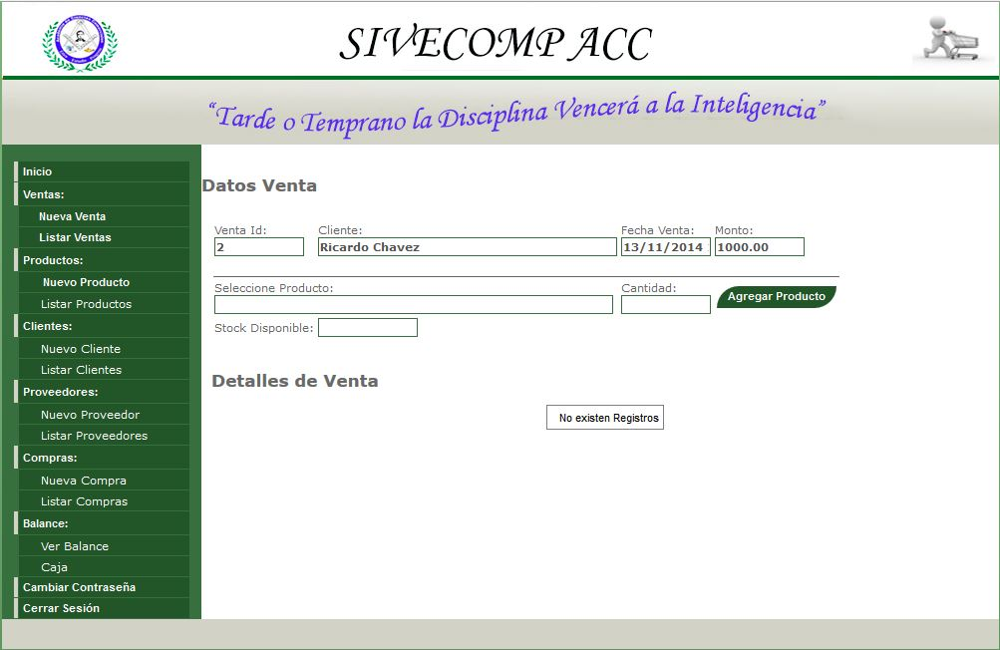 SIVECOMP ACC
“Tarde o Temprano la Disciplina Vencerá a la Inteligencia”
Inicio
Ventas:
Nueva Venta
Listar Ventas
Productos:
Nuevo Producto
Listar Productos
Clientes:
Nuevo Cliente
Listar Clientes
Proveedores:
Nuevo Proveedor
Listar Proveedores
Compras:
Nueva Compra
Listar Compras
Balance:
Ver Balance
Caja
Cambiar Contraseña
Cerrar Sesión
Datos Venta
Venta Id: Cliente: Fecha Venta: Monto:
2 Ricardo Chavez 13/11/2014 1000.00
Seleccione Producto: Cantidad:
Agregar Producto
Stock Disponible:
Detalles de Venta
No existen Registros